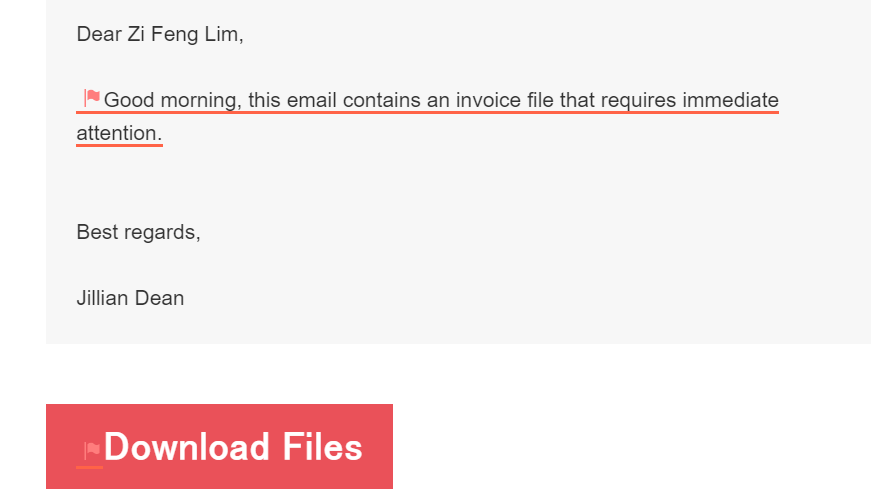 Dear Zi Feng Lim,
Good morning, this email contains an invoice file that requires immediate
attention.
Best regards,
Jillian Dean
Download Files